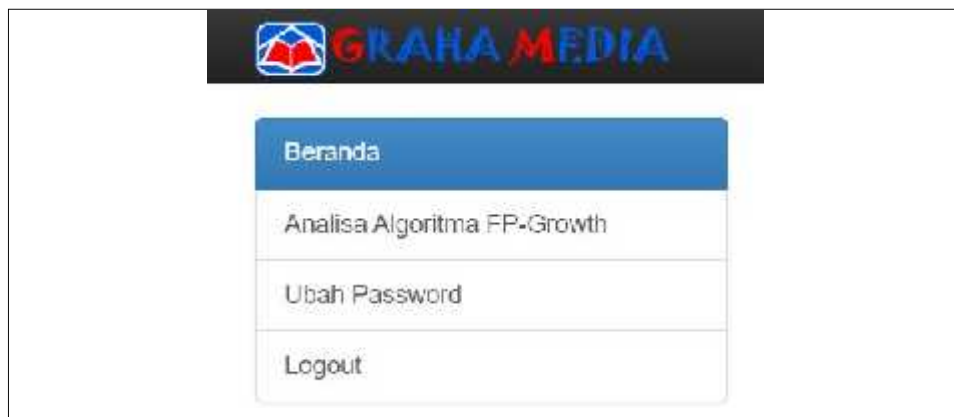 GRAHA MEDIA
Beranda
Analisa Algoritma FP-Growth
Ubah Password
Logout